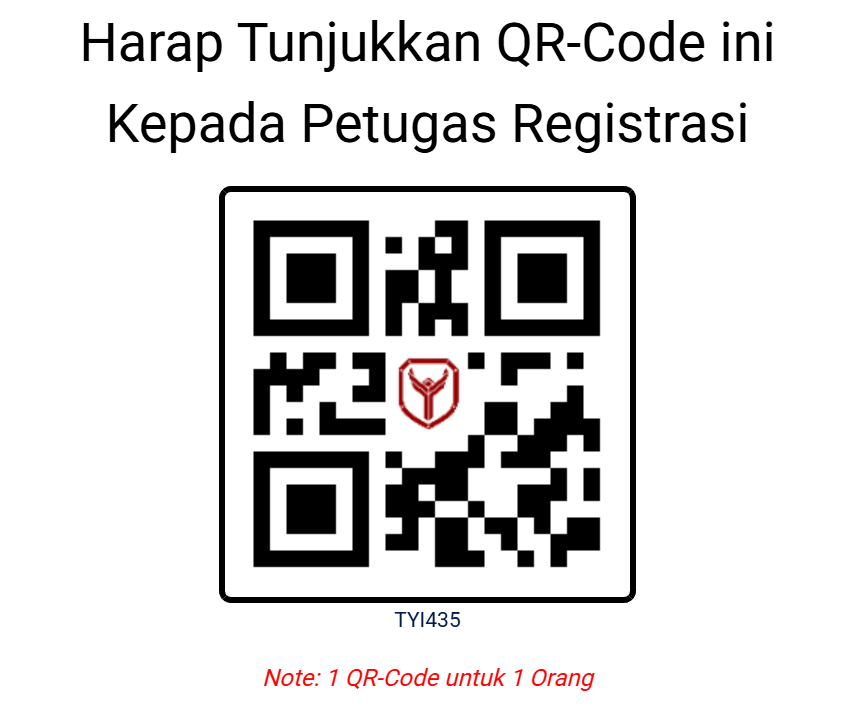 Harap Tunjukkan QR-Code ini
Kepada Petugas Registrasi
TYI435
Note: 1 QR-Code untuk 1 Orang